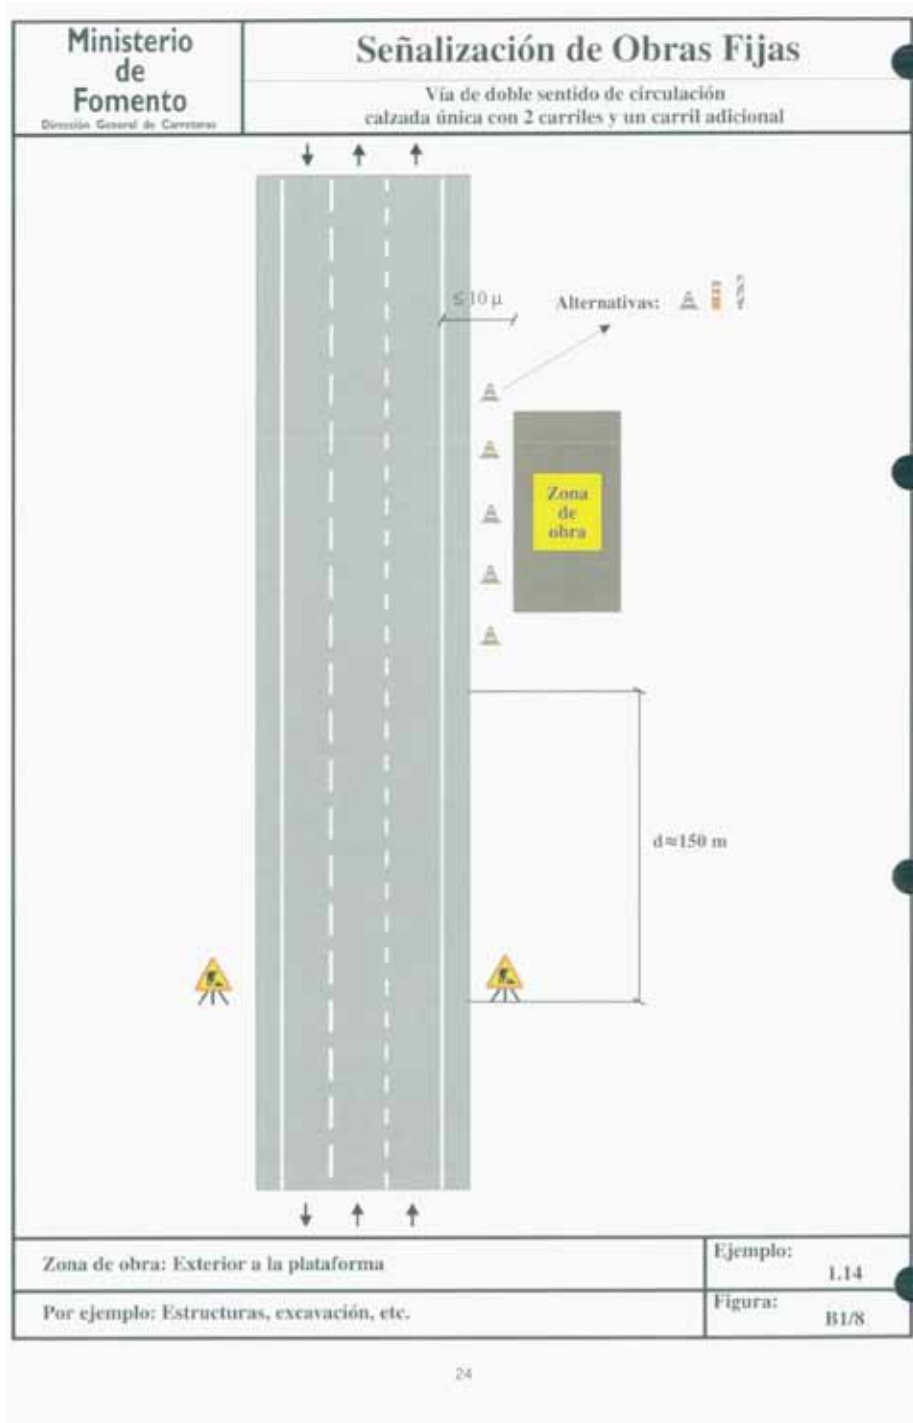 Ministerio
de
Fomento
Dirección General de Carreteras
Señalización de Obras Fijas
Vía de doble sentido de circulación
calzada única con 2 carriles y un carril adicional
≤ 10 μ
Alternativas:
Zona
de
obra
d≈150 m
Zona de obra: Exterior a la plataforma
Ejemplo:
1.14
Por ejemplo: Estructuras, excavación, etc.
Figura:
B1/8
24